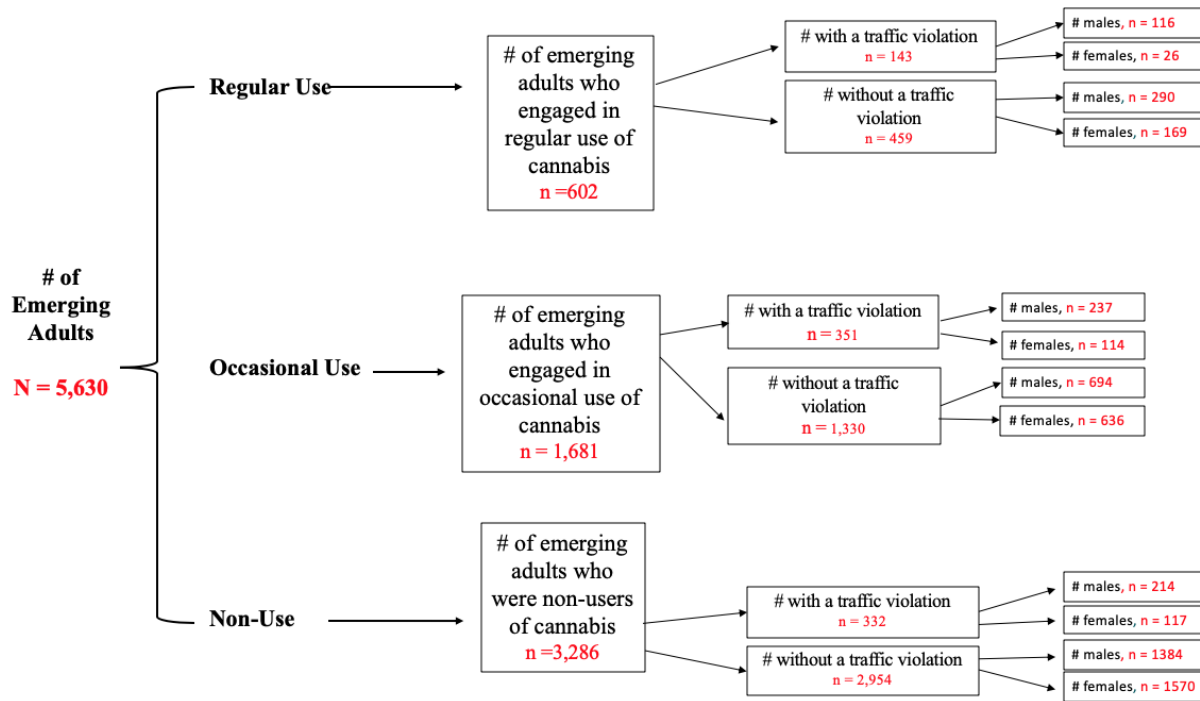 # of
Emerging
Adults
N = 5,630
Regular Use
# of emerging
adults who
engaged in
regular use of
cannabis
n =602
# with a traffic violation
n = 143
# males, n = 116
# females, n = 26
# without a traffic
violation
n = 459
# males, n = 290
# females, n = 169
Occasional Use
# of emerging
adults who
engaged in
occasional use of
cannabis
n = 1,681
# with a traffic violation
n = 351
# males, n = 237
# females, n = 114
# without a traffic
violation
n = 1,330
# males, n = 694
# females, n = 636
Non-Use
# of emerging
adults who
were non-users
of cannabis
n =3,286
# with a traffic violation
n = 332
# males, n = 214
# females, n = 117
# without a traffic violation
n = 2,954
# males, n = 1384
# females, n = 1570